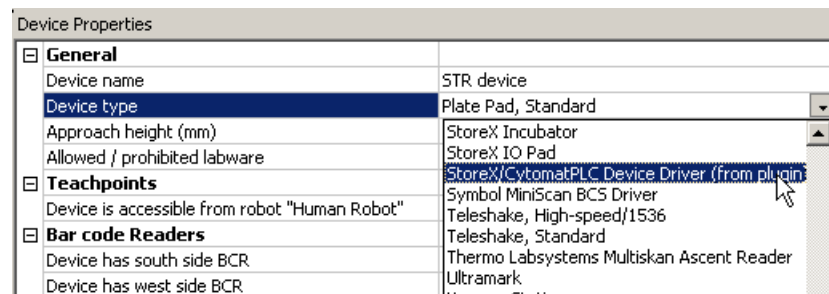 Device Properties
General
Device name STR device
Device type Plate Pad, Standard
Approach height (mm) StoreX Incubator
Allowed / prohibited labware StoreX IO Pad
StoreX/CytomatPLC Device Driver (from plugin)
Teachpoints Symbol MiniScan BCS Driver
Device is accessible from robot "Human Robot" Teleshake, High-speed/1536
Bar code Readers Teleshake, Standard
Device has south side BCR Thermo Labsystems Multiskan Ascent Reader
Device has west side BCR Ultramark